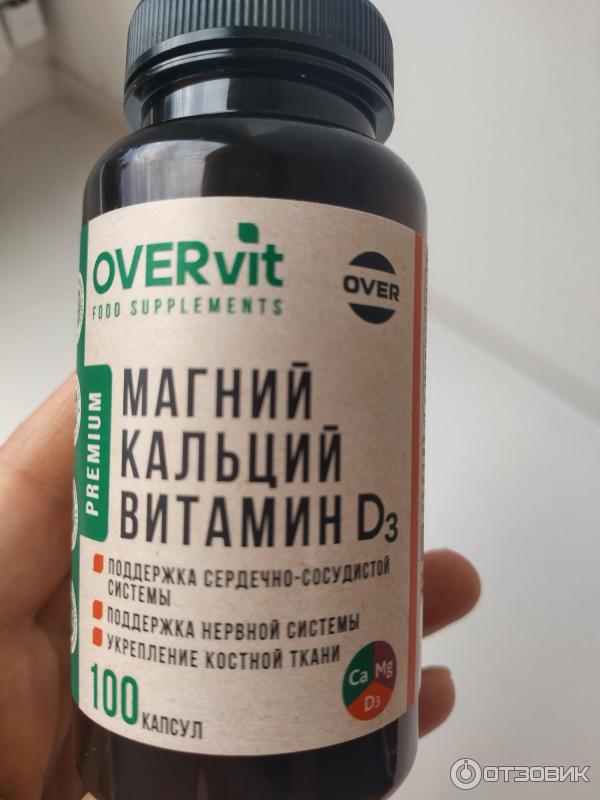 OVERvit
FOOD SUPPLEMENTS
OVER
PREMIUM
МАГНИЙ
КАЛЬЦИЙ
ВИТАМИН D3
ПОДДЕРЖКА СЕРДЕЧНО-СОСУДИСТОЙ
СИСТЕМЫ
ПОДДЕРЖКА НЕРВНОЙ СИСТЕМЫ
УКРЕПЛЕНИЕ КОСТНОЙ ТКАНИ
100 КАПСУЛ
Ca Mg
D3
ОТЗОВИК